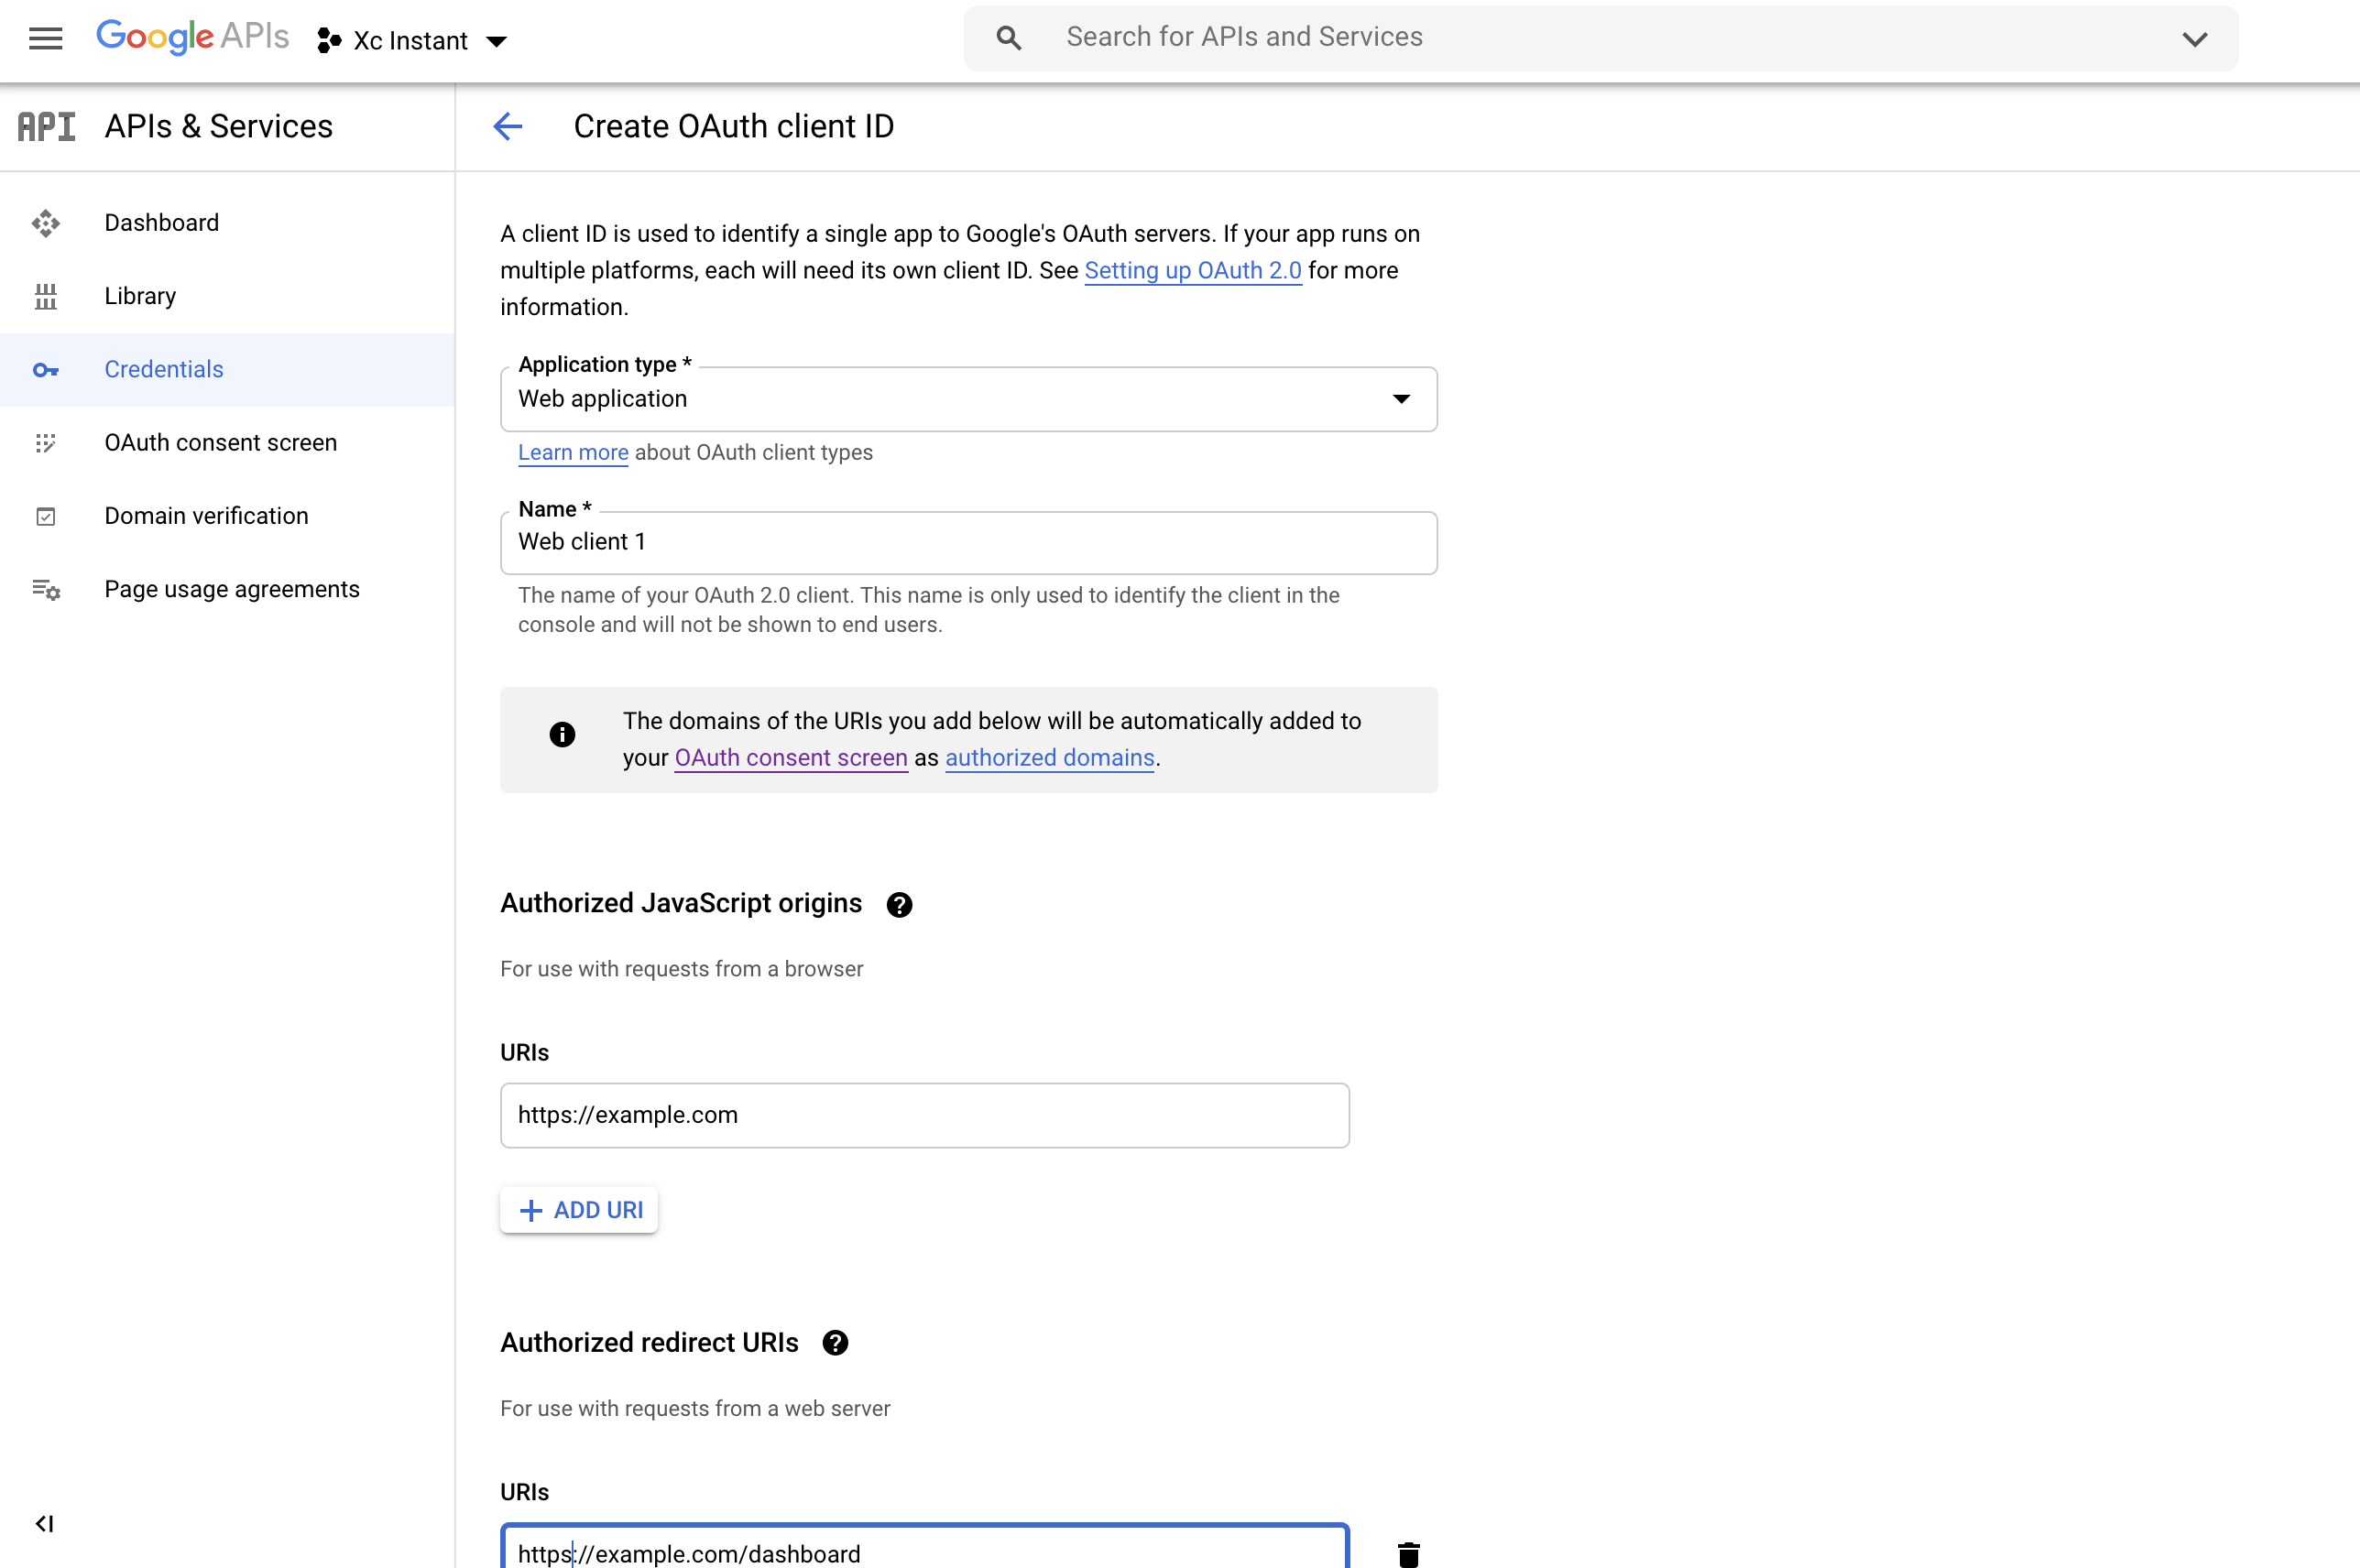 Google APIs
Xc Instant
Search for APIs and Services
API
APIs & Services
Create OAuth client ID
Dashboard
Library
Credentials
OAuth consent screen
Domain verification
Page usage agreements
A client ID is used to identify a single app to Google's OAuth servers. If your app runs on
multiple platforms, each will need its own client ID. See Setting up OAuth 2.0 for more
information.
Application type *
Web application
Learn more about OAuth client types
Name *
Web client 1
The name of your OAuth 2.0 client. This name is only used to identify the client in the
console and will not be shown to end users.
The domains of the URIs you add below will be automatically added to
your OAuth consent screen as authorized domains.
Authorized JavaScript origins
For use with requests from a browser
URIs
https://example.com
ADD URI
Authorized redirect URIs
For use with requests from a web server
URIs
https://example.com/dashboard